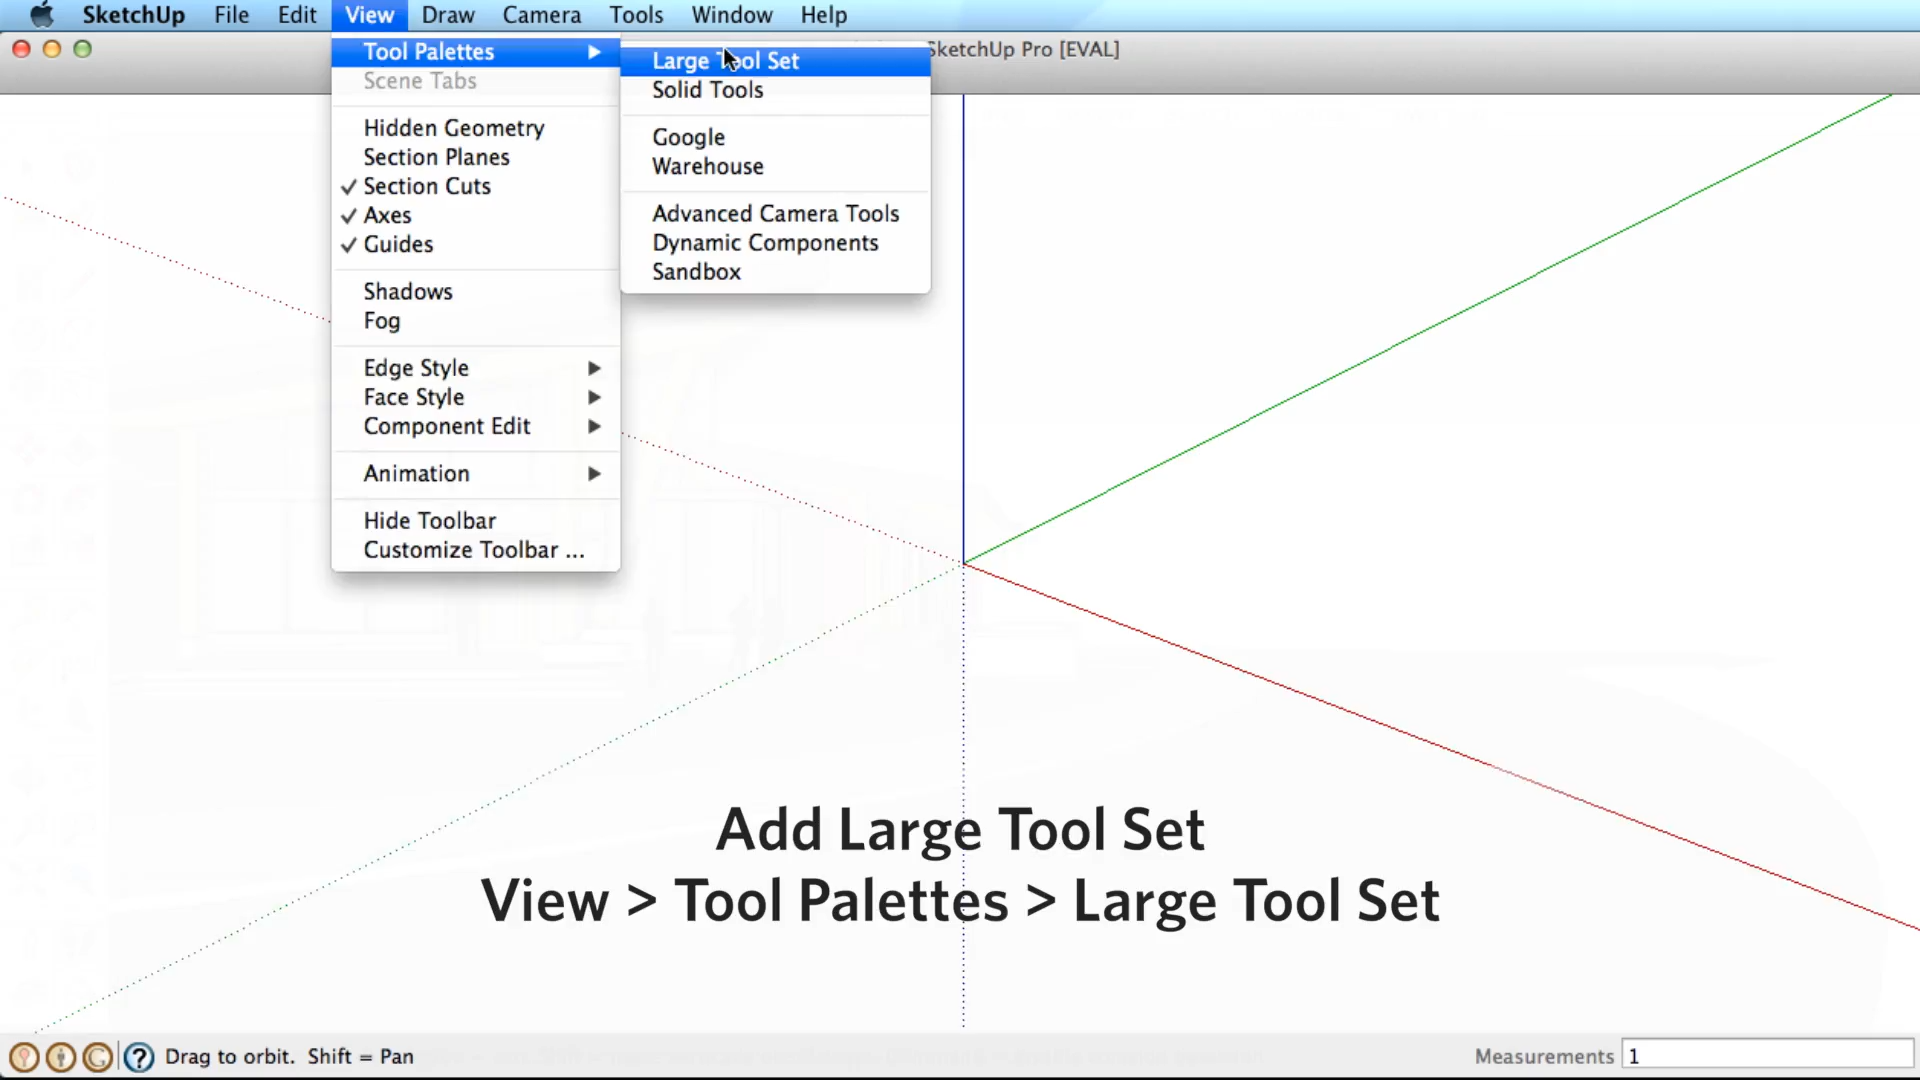 SketchUp File Edit View Draw Camera Tools Window Help
SketchUp Pro [EVAL]
Tool Palettes
Scene Tabs
Hidden Geometry
Section Planes
✓ Section Cuts
✓ Axes
✓ Guides
Shadows
Fog
Edge Style
Face Style
Component Edit
Animation
Hide Toolbar
Customize Toolbar ...
Large Tool Set
Solid Tools
Google
Warehouse
Advanced Camera Tools
Dynamic Components
Sandbox
Add Large Tool Set
View > Tool Palettes > Large Tool Set
Drag to orbit. Shift = Pan
Measurements 1